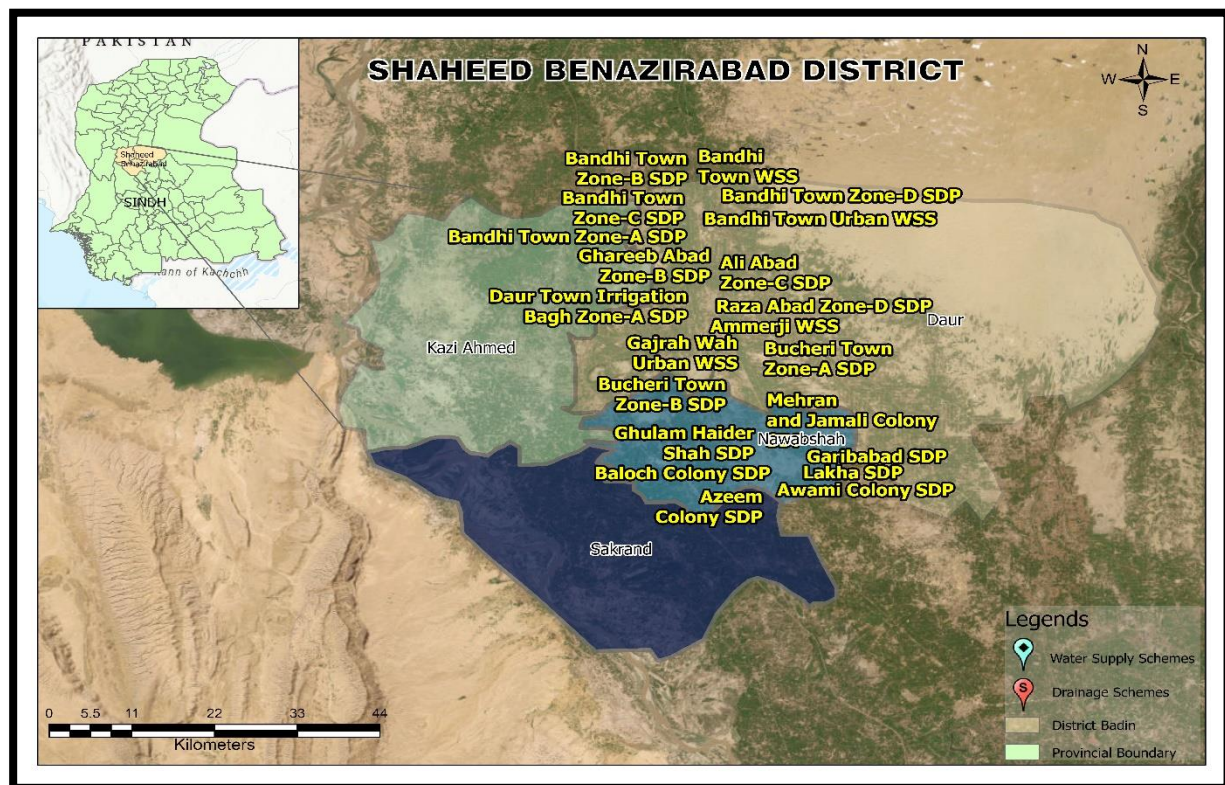 PAKISTAN
Shaheed
Benazirabad
SINDH
Rann of Kachchh
SHAHEED BENAZIRABAD DISTRICT
N
W
E
S
Bandhi Town
Zone-B SDP
Bandhi
Town WSS
Bandhi Town
Zone-C SDP
Bandhi Town Zone-D SDP
Bandhi Town Urban WSS
Bandhi Town Zone-A SDP
Ghareeb Abad
Zone-B SDP
Ali Abad
Zone-C SDP
Daur Town Irrigation
Bagh Zone-A SDP
Raza Abad Zone-D SDP
Ammerji WSS
Daur
Kazi Ahmed
Gajrah Wah
Urban WSS
Bucheri Town
Zone-A SDP
Bucheri Town
Zone-B SDP
Mehran
and Jamali Colony
Nawabshah
Ghulam Haider
Shah SDP
Garibabad SDP
Baloch Colony SDP
Lakha SDP
Awami Colony SDP
Azeem
Colony SDP
Sakrand
Legends
Water Supply Schemes
S
Drainage Schemes
District Badin
Provincial Boundary
0 5.5 11 22 33 44
Kilometers